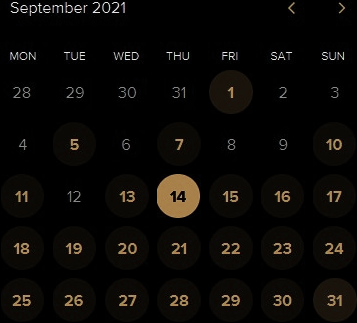 September 2021
MON TUE WED THU FRI SAT SUN
28 29 30 31 1 2 3
4 5 6 7 8 9 10
11 12 13 14 15 16 17
18 19 20 21 22 23 24
25 26 27 28 29 30 31